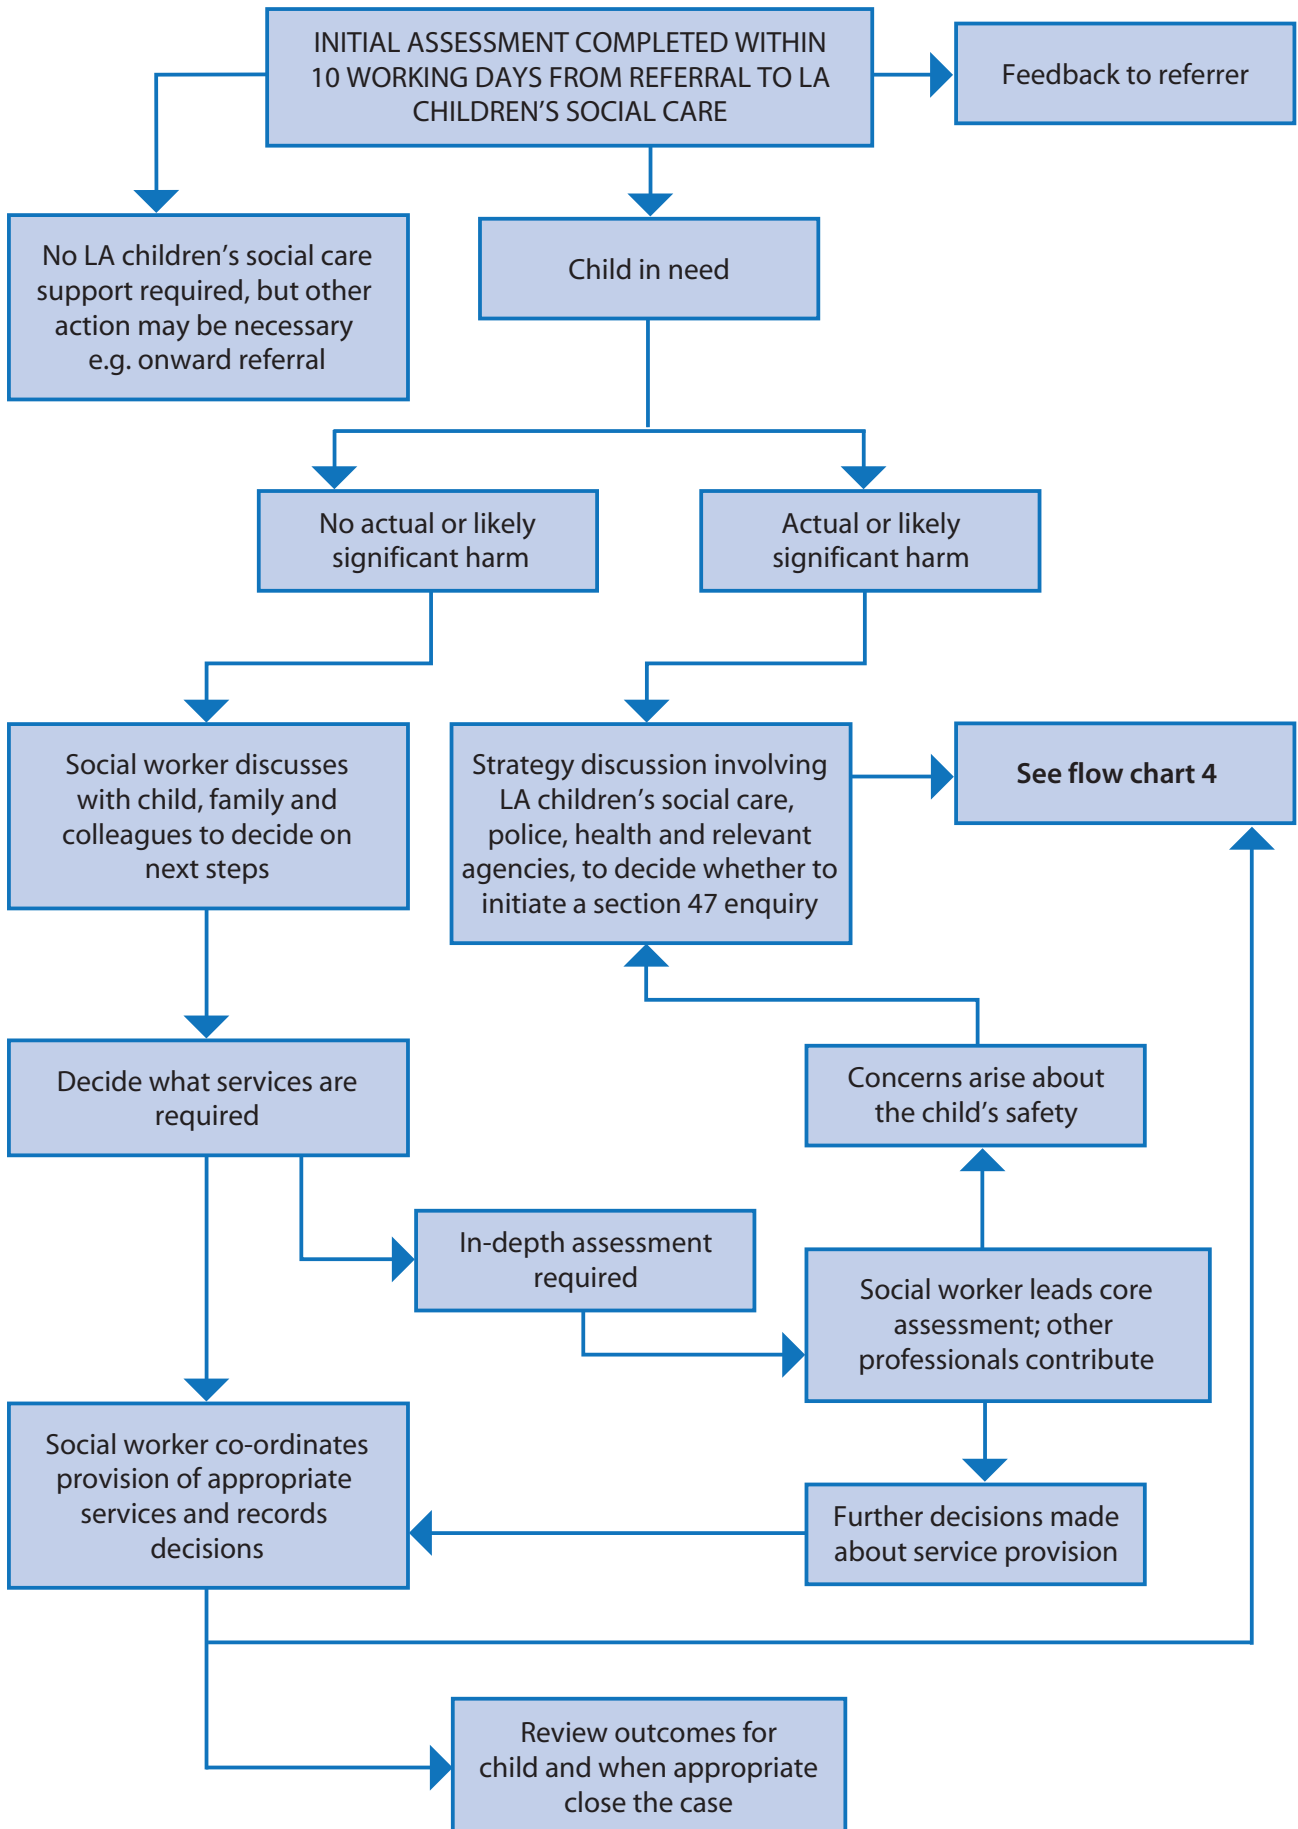 INITIAL ASSESSMENT COMPLETED WITHIN
10 WORKING DAYS FROM REFERRAL TO LA
CHILDREN’S SOCIAL CARE
Feedback to referrer
No LA children’s social care
support required, but other
action may be necessary
e.g. onward referral
Child in need
No actual or likely
significant harm
Actual or likely
significant harm
Social worker discusses
with child, family and
colleagues to decide on
next steps
Strategy discussion involving
LA children’s social care,
police, health and relevant
agencies, to decide whether to
initiate a section 47 enquiry
See flow chart 4
Decide what services are
required
Concerns arise about
the child’s safety
In-depth assessment
required
Social worker leads core
assessment; other
professionals contribute
Social worker co-ordinates
provision of appropriate
services and records
decisions
Further decisions made
about service provision
Review outcomes for
child and when appropriate
close the case